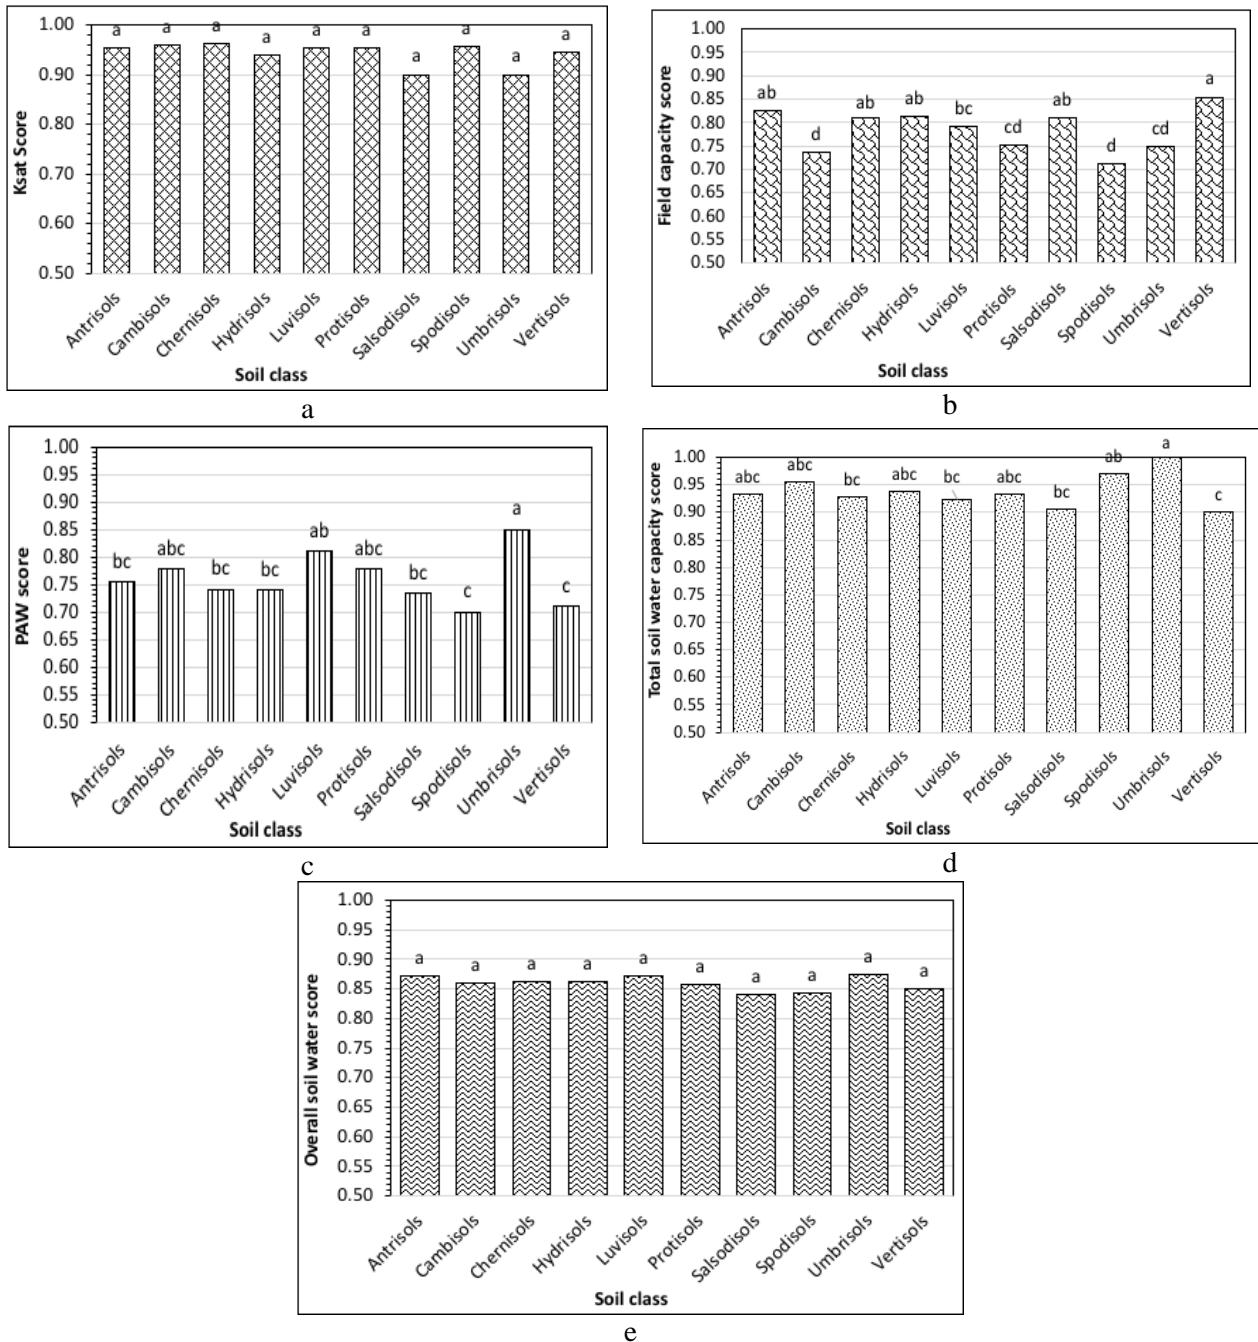 1.00
0.90
0.80
0.70
0.60
0.50
Ksat Score
a a a a a a a a a a
Antrisols Cambisols Chernisols Hydrisols Luvisols Protisols Salsodisols Spodisols Umbrisols Vertisols
Soil class
a
1.00
0.95
0.90
0.85
0.80
0.75
0.70
0.65
0.60
0.55
0.50
Field capacity score
ab d ab ab bc cd ab d cd a
Antrisols Cambisols Chernisols Hydrisols Luvisols Protisols Salsodisols Spodisols Umbrisols Vertisols
Soil class
b
1.00
0.95
0.90
0.85
0.80
0.75
0.70
0.65
0.60
0.55
0.50
PAW score
bc abc bc bc ab abc bc c a c
Antrisols Cambisols Chernisols Hydrisols Luvisols Protisols Salsodisols Spodisols Umbrisols Vertisols
Soil class
c
1.00
0.95
0.90
0.85
0.80
0.75
0.70
0.65
0.60
0.55
0.50
Total soil water capacity score
abc abc bc abc bc abc bc ab a c
Antrisols Cambisols Chernisols Hydrisols Luvisols Protisols Salsodisols Spodisols Umbrisols Vertisols
Soil class
d
1.00
0.95
0.90
0.85
0.80
0.75
0.70
0.65
0.60
0.55
0.50
Overall soil water score
a a a a a a a a a a
Antrisols Cambisols Chernisols Hydrisols Luvisols Protisols Salsodisols Spodisols Umbrisols Vertisols
Soil class
e